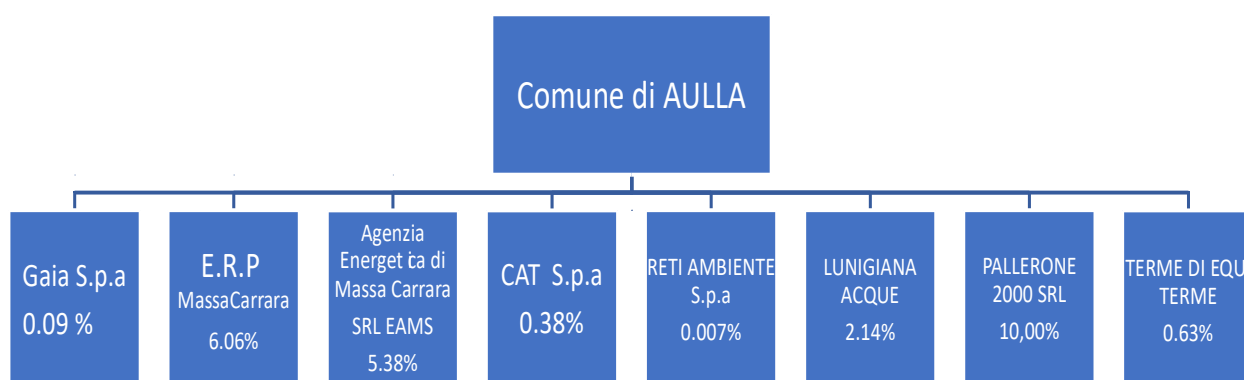 Comune di AULLA
Gaia S.p.a
0.09 %
E.R.P
MassaCarrara
6.06%
Agenzia
Energetica di
Massa Carrara
SRL EAMS
5.38%
CAT S.p.a
0.38%
RETI AMBIENTE
S.p.a
0.007%
LUNIGIANA
ACQUE
2.14%
PALLERONE
2000 SRL
10,00%
TERME DI EQU
TERME
0.63%